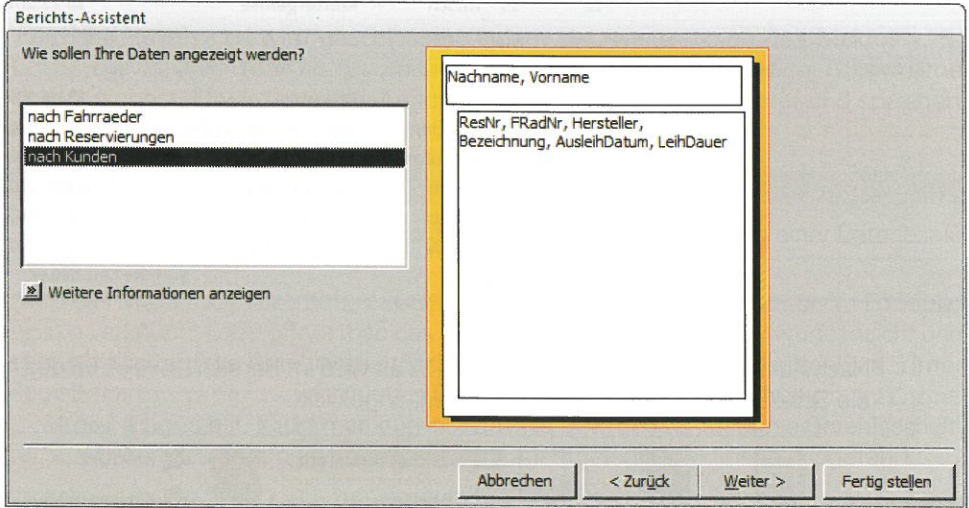 Berichts-Assistent
Wie sollen Ihre Daten angezeigt werden?
nach Fahrraeder
nach Reservierungen
nach Kunden
Weitere Informationen anzeigen
Nachname, Vorname
ResNr, FRadNr, Hersteller,
Bezeichnung, AusleihDatum, LeihDauer
Abbrechen
< Zurück
Weiter >
Fertig stellen